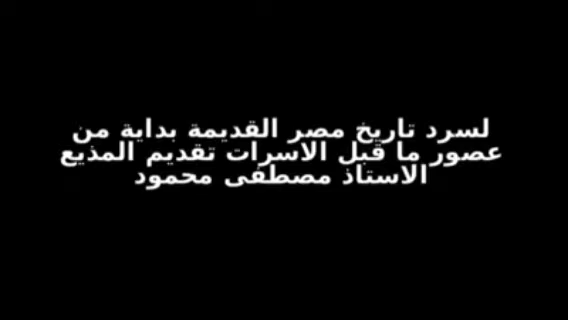 لسرد تاريخ مصر القديمة بداية من
عصور ما قبل الاسرات تقديم المذيع
الاستاذ مصطفى محمود